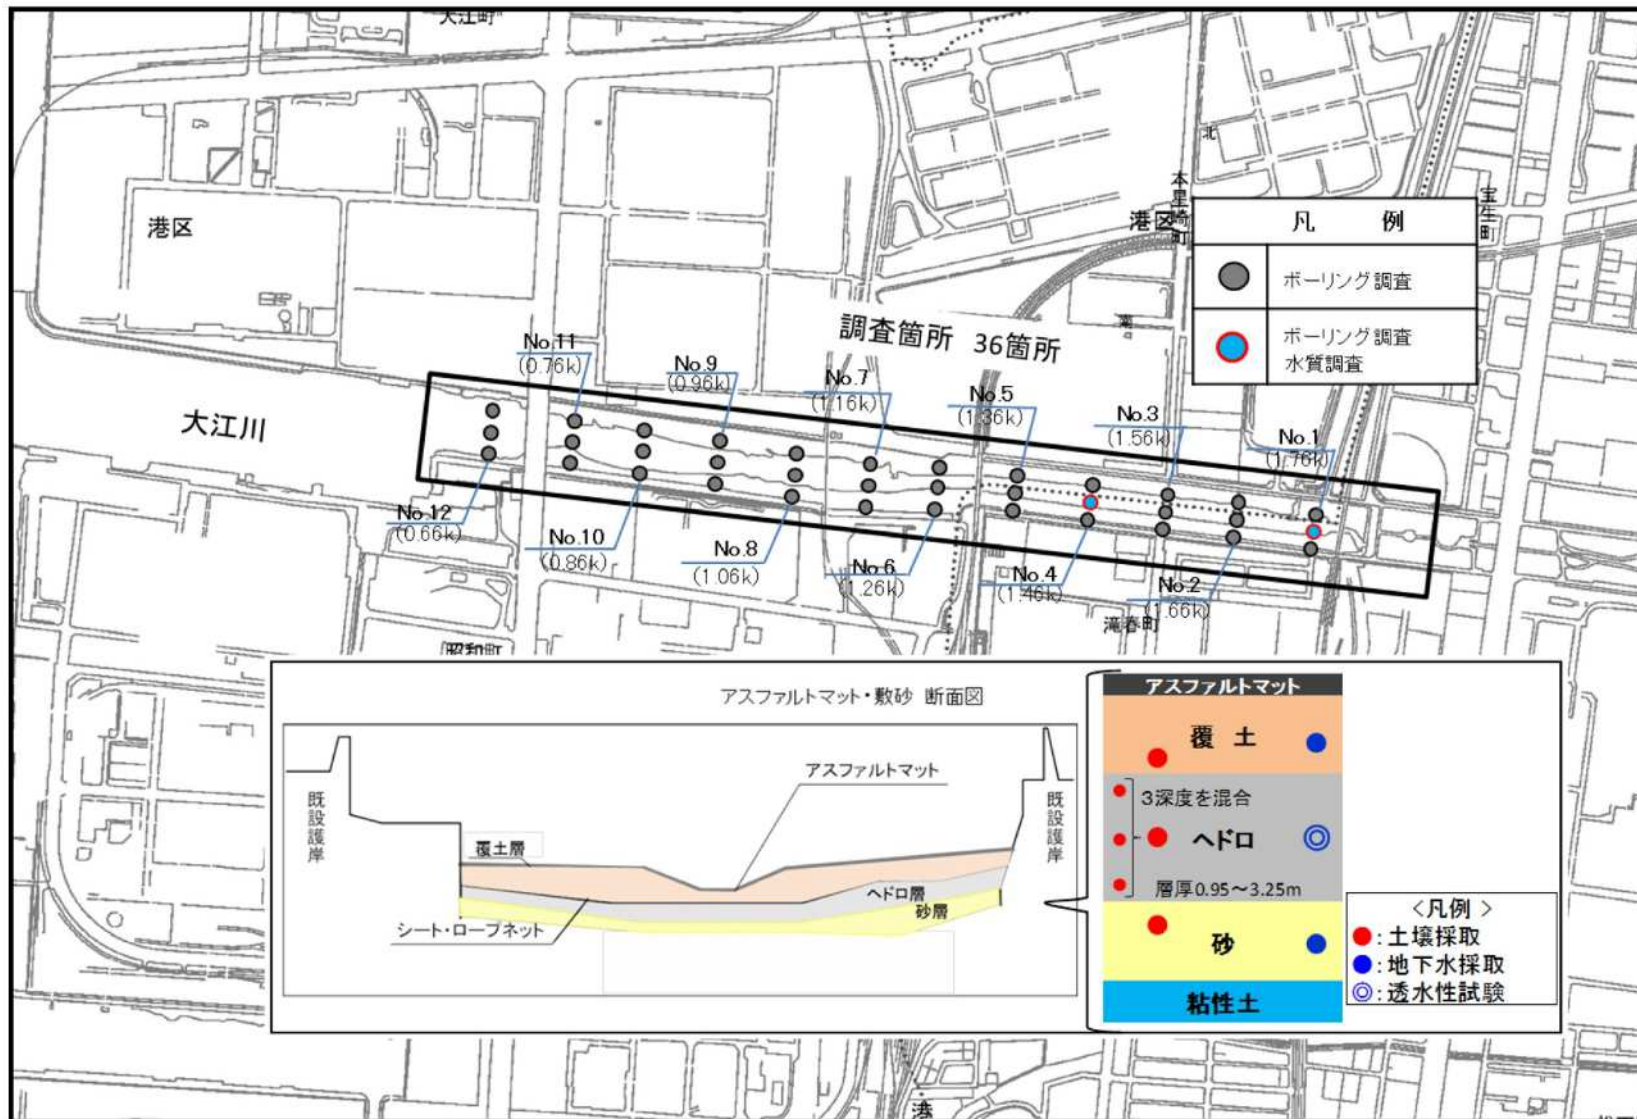 大江町
港区
北
本星崎町
港区
宝生町
南
凡 例
ボーリング調査
ボーリング調査
水質調査
調査箇所 36箇所
大江川
No.11
(0.76k)
No.9
(0.96k)
No.7
(1.16k)
No.5
(1.36k)
No.3
(1.56k)
No.1
(1.76k)
No.12
(0.66k)
No.10
(0.86k)
No.8
(1.06k)
No.6
(1.26k)
No.4
(1.46k)
No.2
(1.66k)
滝春町
昭和町
アスファルトマット・敷砂 断面図
既設護岸
覆土層
シート・ロープネット
アスファルトマット
ヘドロ層
砂層
既設護岸
アスファルトマット
覆 土
3深度を混合
ヘドロ
層厚0.95~3.25m
砂
粘性土
<凡例>
●:土壌採取
●:地下水採取
◎:透水性試験
港